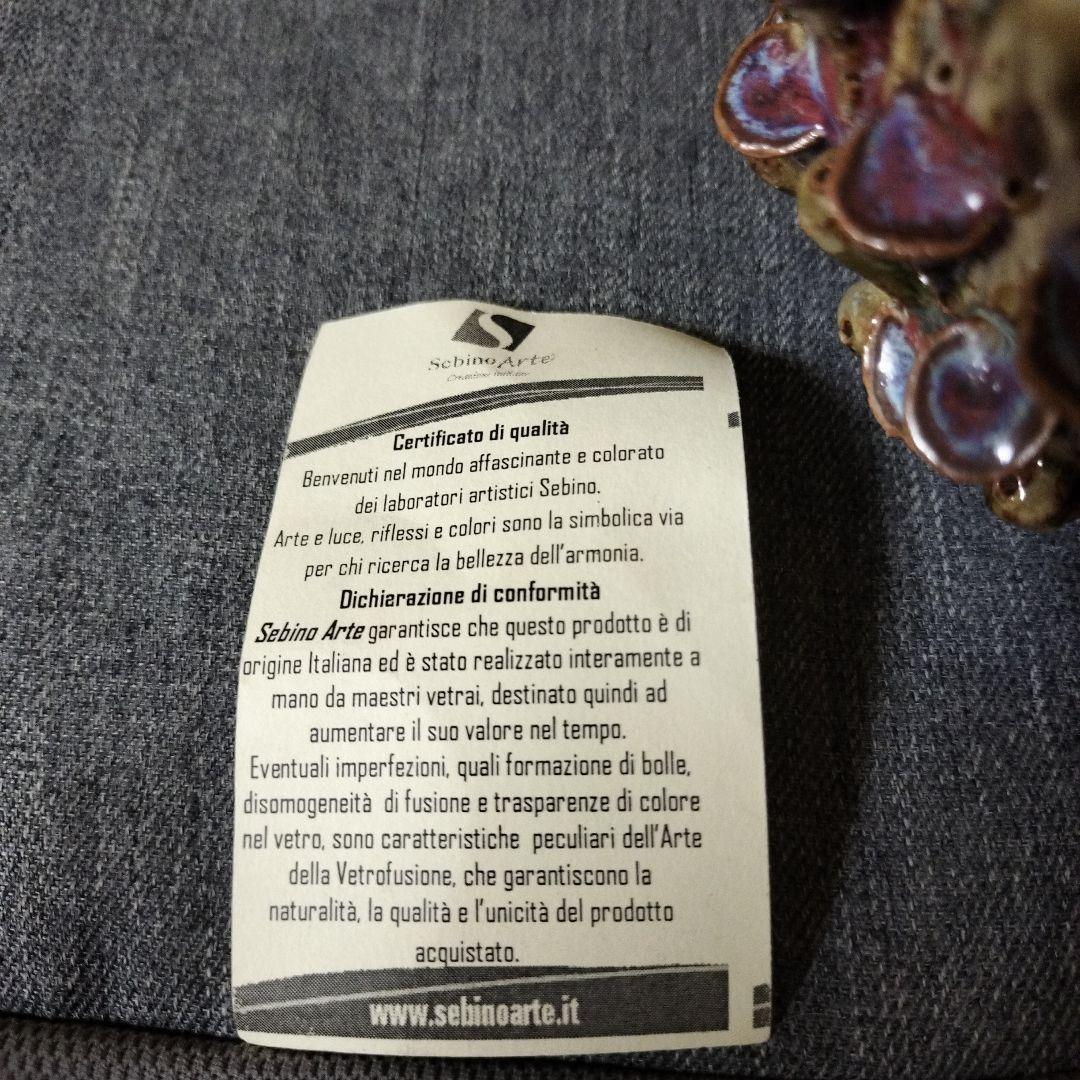 Sebino Arte
Certificato di qualità
Benvenuti nel mondo affascinante e colorato
dei laboratori artistici Sebino.
Arte e luce, riflessi e colori sono la simbolica via
per chi ricerca la bellezza dell'armonia.
Dichierazione di conformità
Sebino Arte garantisce che questo prodotto è di
origine Italiana ed è stato realizzato interamente a
mano da maestri vetrai, destinato quindi ad
aumentare il suo valore nel tempo.
Eventuali imperfezioni, quali formazione di bolle,
disomogeneità di fusione e trasparenze di colore
nel vetro, sono caratteristiche peculiari dell'Arte
della Vetrofusione, che garantiscono la
naturalità, la qualità e l'unicità del prodotto
acquistato.
www.sebinoarte.it